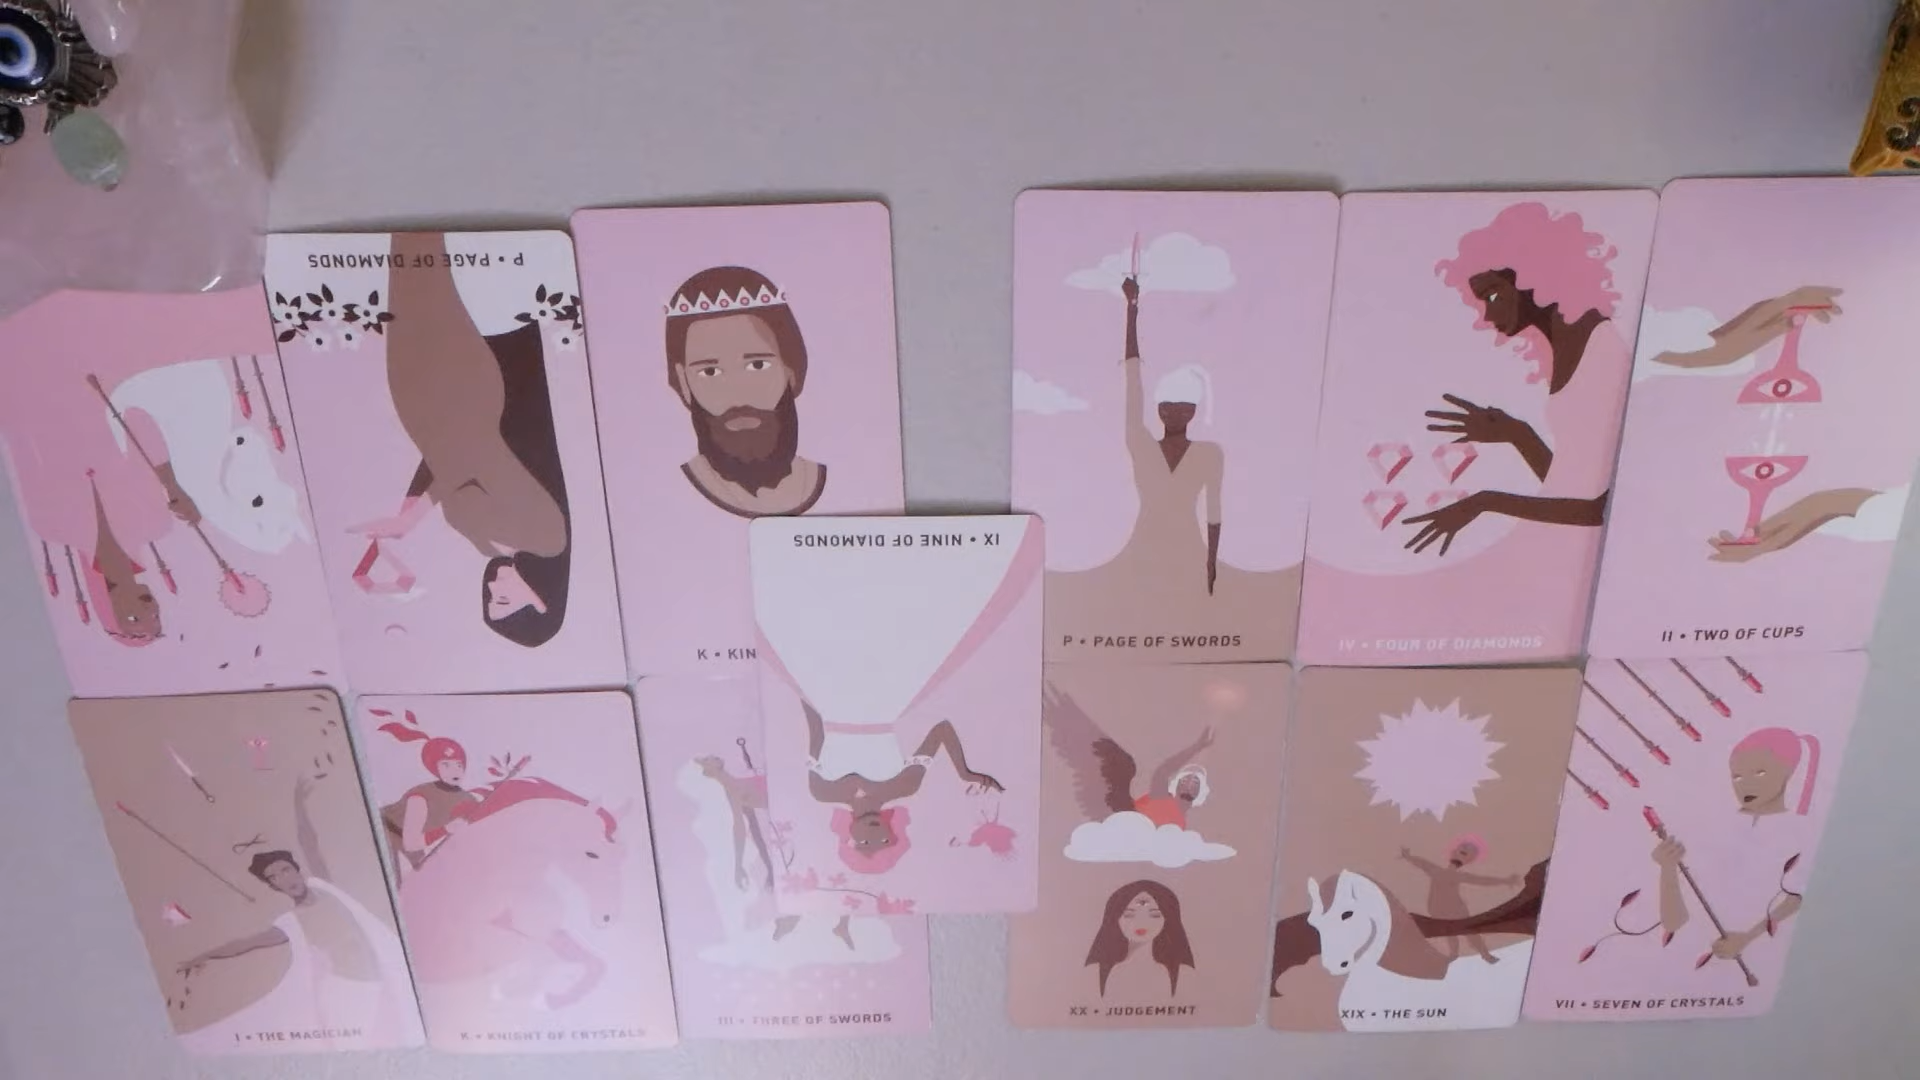 P • PAGE OF DIAMONDS
K • KIN
IX • NINE OF DIAMONDS
P • PAGE OF SWORDS
IV • FOUR OF DIAMONDS
II • TWO OF CUPS
I • THE MAGICIAN
K • KNIGHT OF CRYSTALS
III • THREE OF SWORDS
XX • JUDGEMENT
XIX • THE SUN
VII • SEVEN OF CRYSTALS